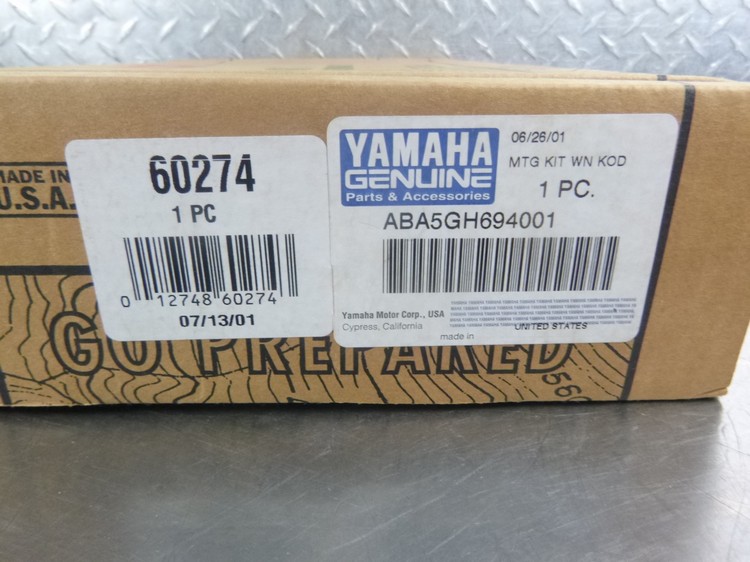 MADE IN
U.S.A.
60274
1 PC
0 12748 60274
07/13/01
YAMAHA
GENUINE
Parts & Accessories
06/26/01
MTG KIT WN KOD
1 PC.
ABA5GH694001
Yamaha Motor Corp., USA
Cypress, California
made in
UNITED STATES
GO PREPARED
560